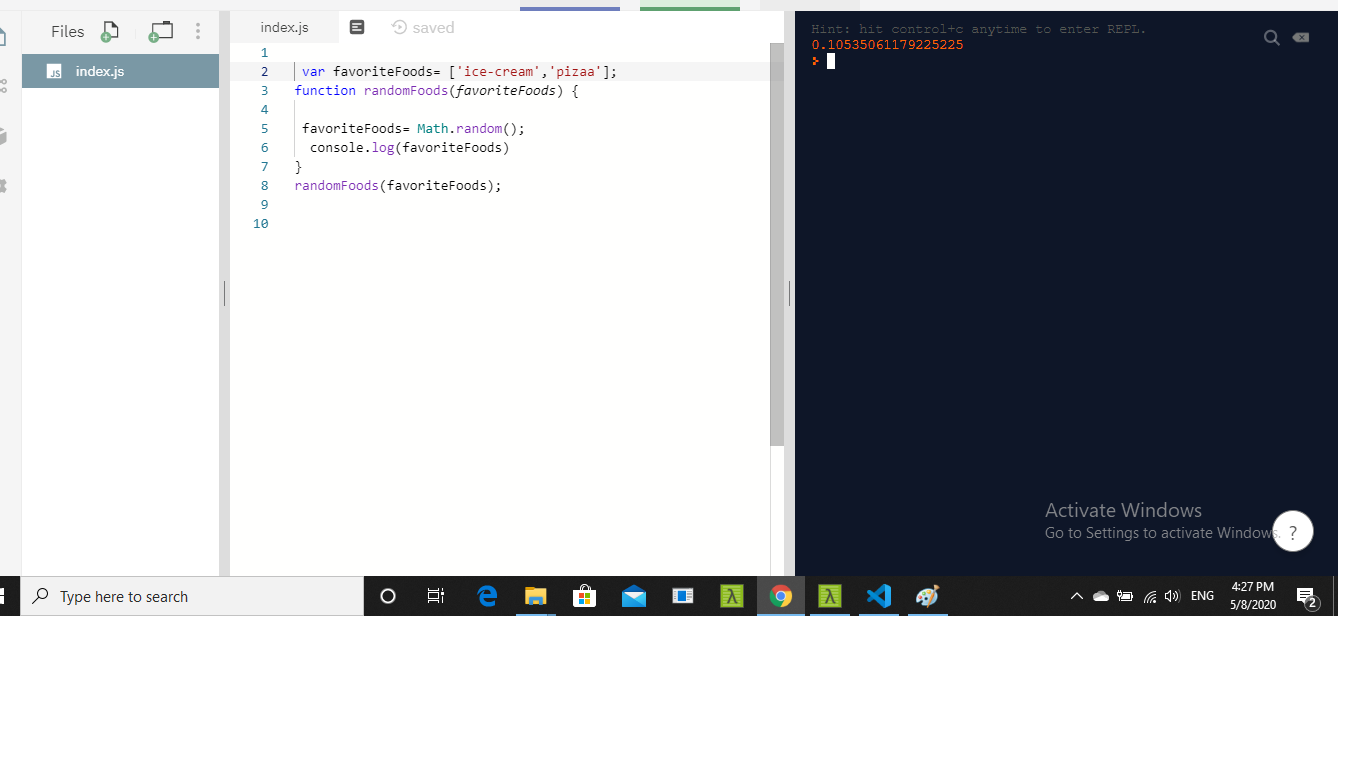 Files
index.js
index.js
saved
1
2 var favoriteFoods= ['ice-cream','pizaa'];
3 function randomFoods(favoriteFoods) {
4
5 favoriteFoods= Math.random();
6 console.log(favoriteFoods)
7 }
8 randomFoods(favoriteFoods);
9
10
Hint: hit control+c anytime to enter REPL.
0.10535061179225225
Activate Windows
Go to Settings to activate Windows.
?
Type here to search
ENG
4:27 PM
5/8/2020
2